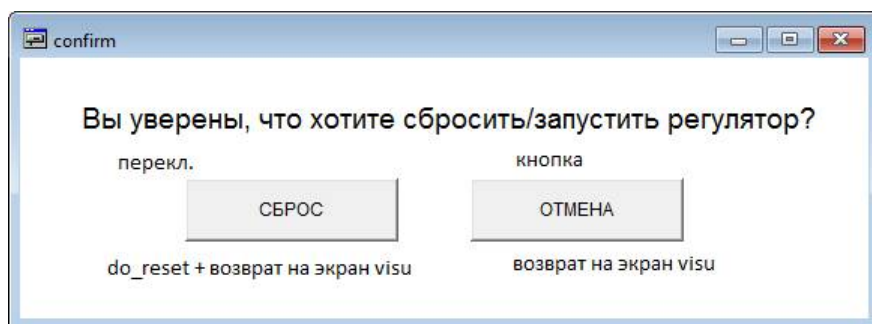 confirm
Вы уверены, что хотите сбросить/запустить регулятор?
перекл.
кнопка
СБРОС
ОТМЕНА
do_reset + возврат на экран visu
возврат на экран visu